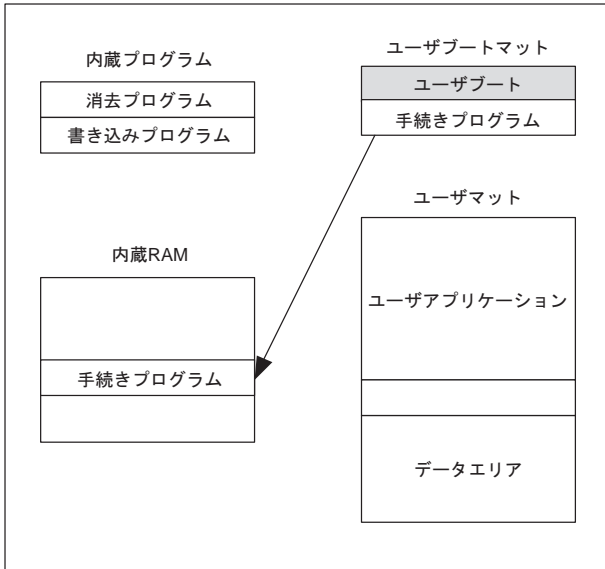 内蔵プログラム
消去プログラム
書き込みプログラム
ユーザブートマット
ユーザブート
手続きプログラム
内蔵RAM
手続きプログラム
ユーザマット
ユーザアプリケーション
データエリア